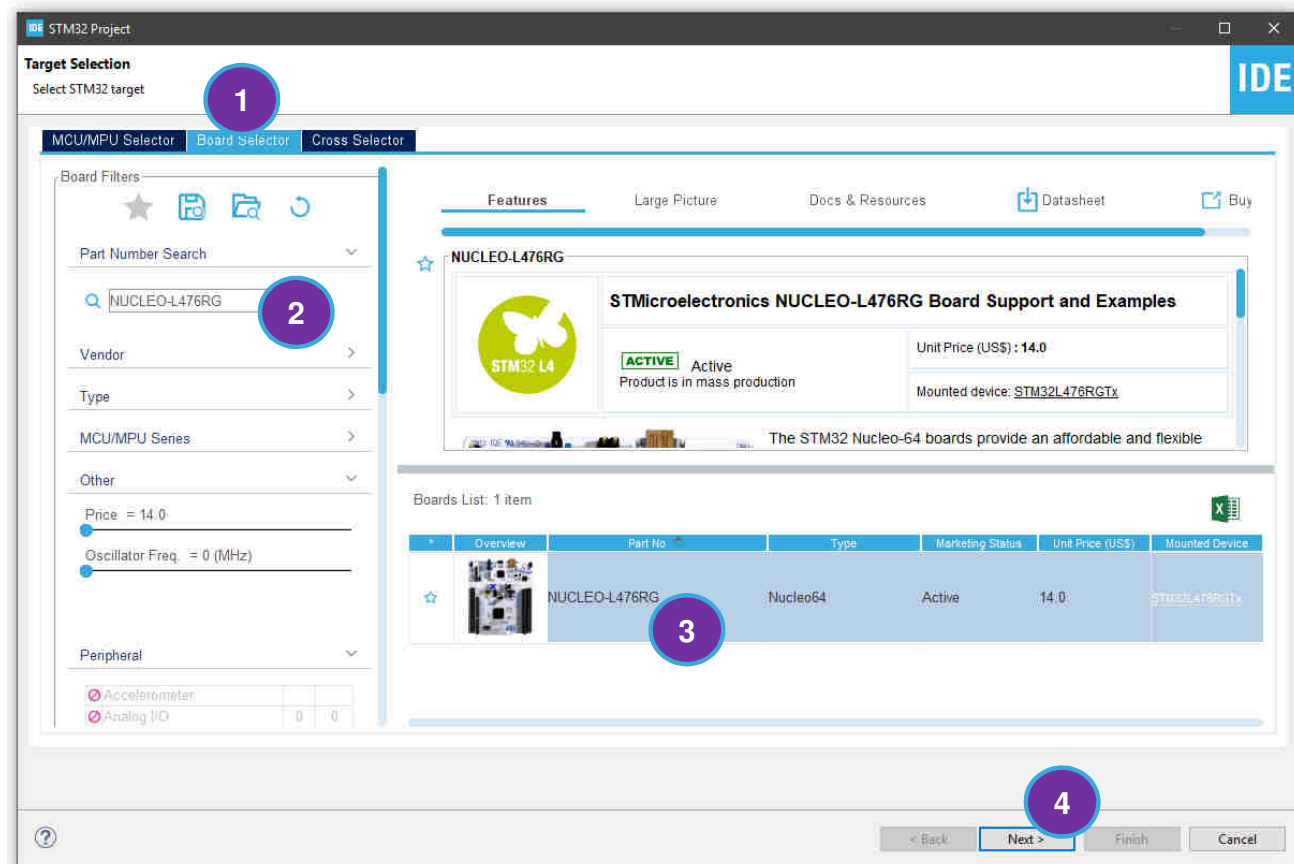 IDE STM32 Project
Target Selection
Select STM32 target
IDE
1
MCU/MPU Selector Board Selector Cross Selector
Board Filters
Part Number Search
NUCLEO-L476RG
2
Vendor
Type
MCU/MPU Series
Other
Price = 14.0
Oscillator Freq. = 0 (MHz)
Peripheral
Accelerometer
Analog I/O 0 0
Features Large Picture Docs & Resources Datasheet Buy
NUCLEO-L476RG
STM32 L4
STMicroelectronics NUCLEO-L476RG Board Support and Examples
ACTIVE Active
Product is in mass production
Unit Price (US$) : 14.0
Mounted device: STM32L476RGTx
The STM32 Nucleo-64 boards provide an affordable and flexible
Boards List: 1 item
X
* Overview Part No Type Marketing Status Unit Price (US$) Mounted Device
NUCLEO-L476RG Nucleo64 Active 14.0 STM32L476RGTx
3
4
?
< Back Next > Finish Cancel